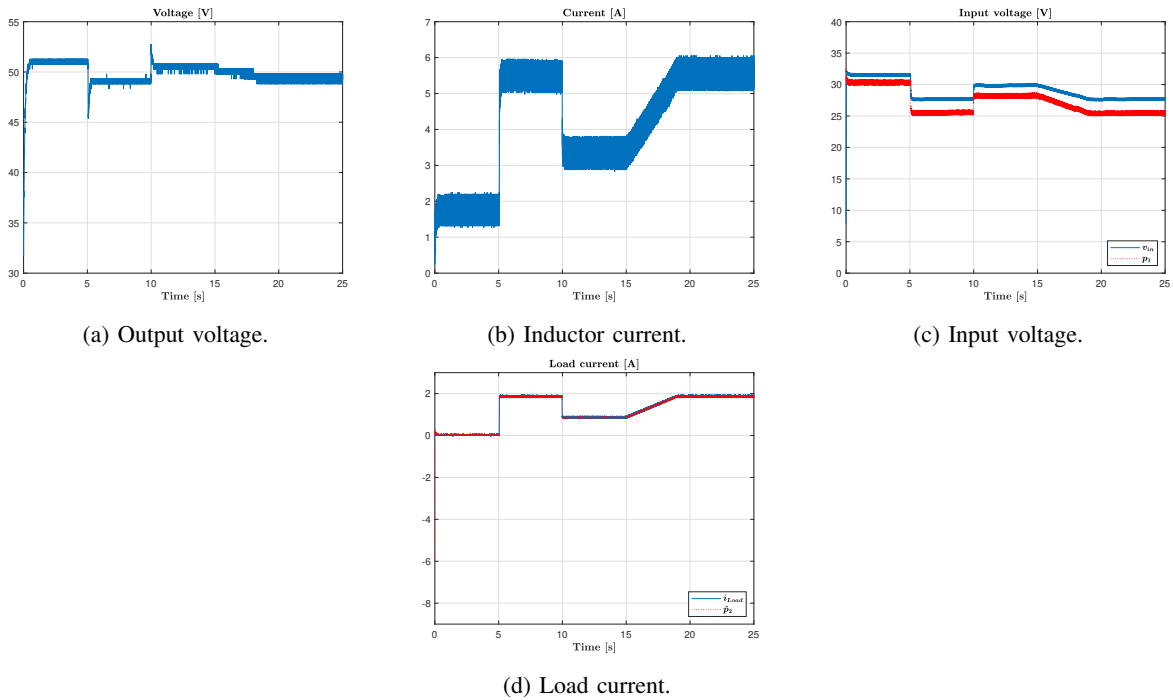 Voltage [V]
55
50
45
40
35
30
0 5 10 15 20 25
Time [s]
(a) Output voltage.
Current [A]
7
6
5
4
3
2
1
0
0 5 10 15 20 25
Time [s]
(b) Inductor current.
Input voltage [V]
40
35
30
25
20
15
10
5
0
0 5 10 15 20 25
Time [s]
v_in
p_1
(c) Input voltage.
Load current [A]
2
0
-2
-4
-6
-8
0 5 10 15 20 25
Time [s]
i_Load
p̂_2
(d) Load current.